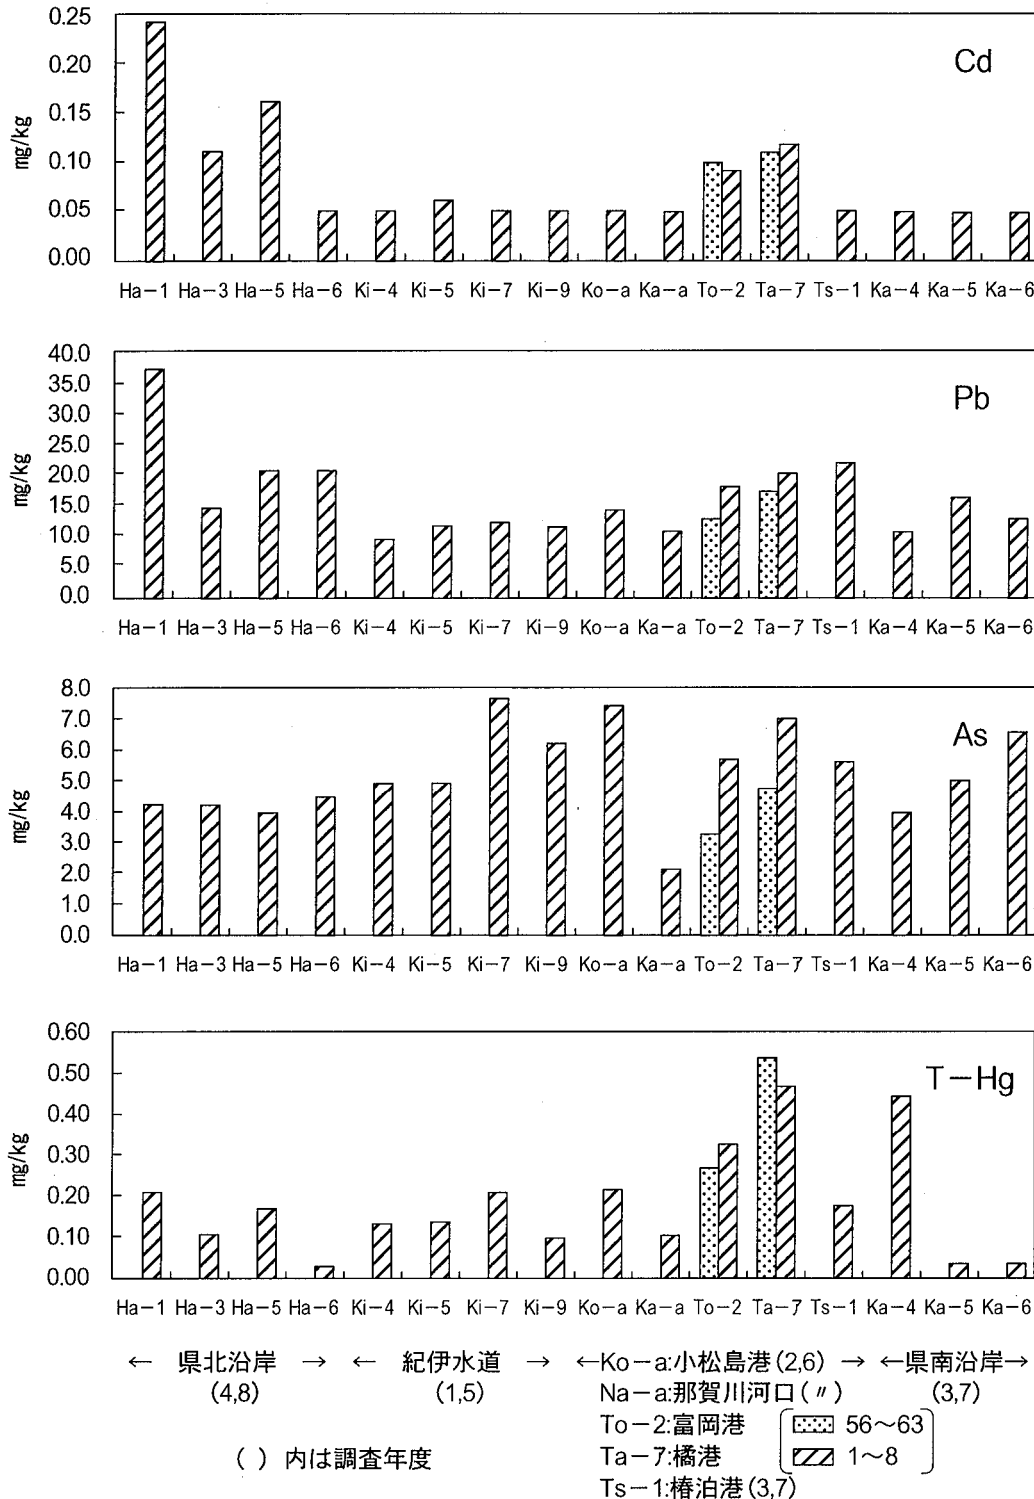 0.25
0.20
0.15
0.10
0.05
0.00
mg/kg
Cd
Ha-1 Ha-3 Ha-5 Ha-6 Ki-4 Ki-5 Ki-7 Ki-9 Ko-a Ka-a To-2 Ta-7 Ts-1 Ka-4 Ka-5 Ka-6
40.0
35.0
30.0
25.0
20.0
15.0
10.0
5.0
0.0
mg/kg
Pb
Ha-1 Ha-3 Ha-5 Ha-6 Ki-4 Ki-5 Ki-7 Ki-9 Ko-a Ka-a To-2 Ta-7 Ts-1 Ka-4 Ka-5 Ka-6
8.0
7.0
6.0
5.0
4.0
3.0
2.0
1.0
0.0
mg/kg
As
Ha-1 Ha-3 Ha-5 Ha-6 Ki-4 Ki-5 Ki-7 Ki-9 Ko-a Ka-a To-2 Ta-7 Ts-1 Ka-4 Ka-5 Ka-6
0.60
0.50
0.40
0.30
0.20
0.10
0.00
mg/kg
T-Hg
Ha-1 Ha-3 Ha-5 Ha-6 Ki-4 Ki-5 Ki-7 Ki-9 Ko-a Ka-a To-2 Ta-7 Ts-1 Ka-4 Ka-5 Ka-6
← 県北沿岸 → ← 紀伊水道 → ←Ko-a:小松島港(2,6) → ←県南沿岸→
(4,8) (1,5) Na-a:那賀川河口(〃) (3,7)
To-2:富岡港 56〜63
( ) 内は調査年度 Ta-7:橘港 1〜8
Ts-1:椿泊港(3,7)